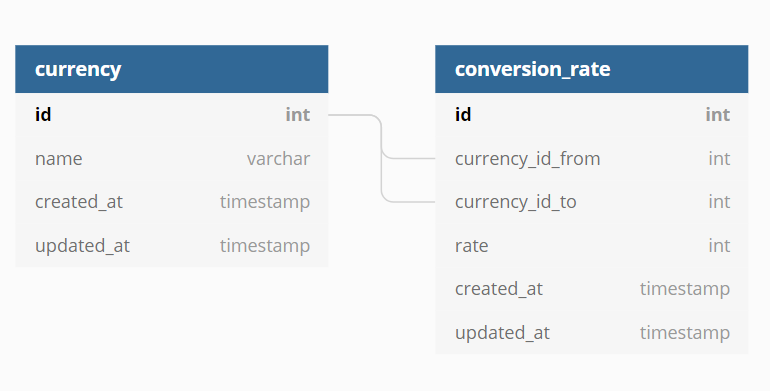 currency
id int
name varchar
created_at timestamp
updated_at timestamp
conversion_rate
id int
currency_id_from int
currency_id_to int
rate int
created_at timestamp
updated_at timestamp